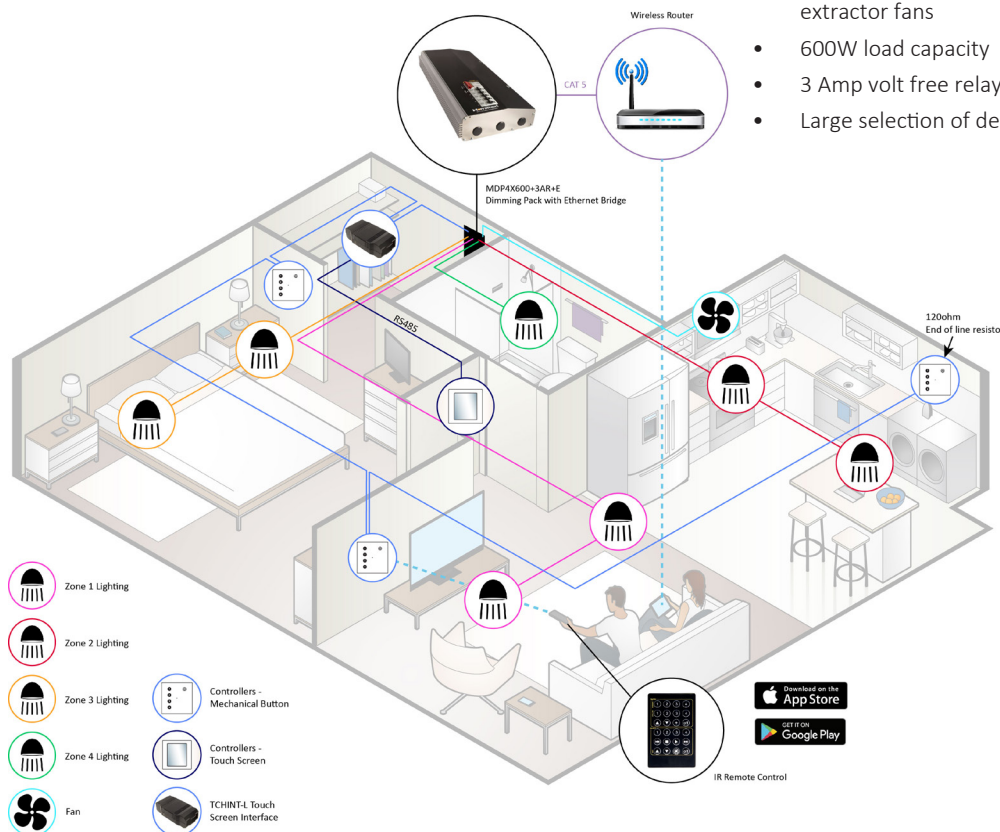 Wireless Router
extractor fans
• 600W load capacity
• 3 Amp volt free relay
• Large selection of de
CAT 5
MDP4X600+3AR+E
Dimming Pack with Ethernet Bridge
RS485
120ohm
End of line resisto
Zone 1 Lighting
Zone 2 Lighting
Zone 3 Lighting
Zone 4 Lighting
Fan
Controllers -
Mechanical Button
Controllers -
Touch Screen
TCHINT-L Touch
Screen Interface
IR Remote Control
Download on the
App Store
GET IT ON
Google Play